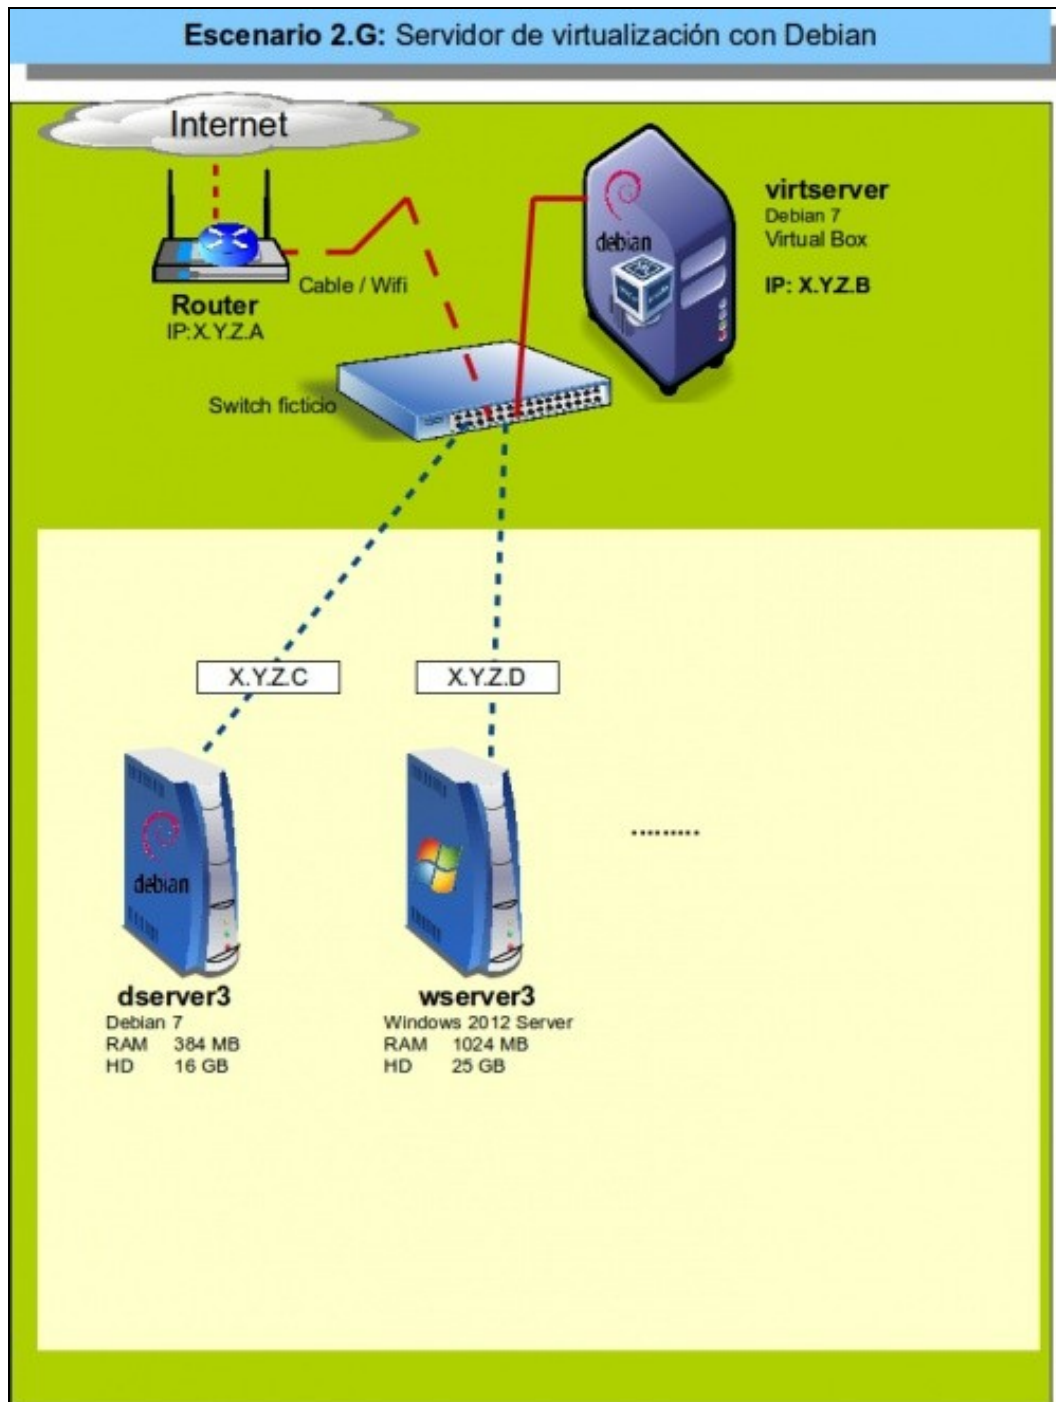 Escenario 2.G: Servidor de virtualización con Debian
Internet
virtserver
Debian 7
Virtual Box
IP: X.Y.Z.B
debian
Cable / Wifi
Router
IP:X.Y.Z.A
Switch ficticio
X.Y.Z.C
X.Y.Z.D
debian
.........
dserver3
Debian 7
RAM 384 MB
HD 16 GB
wserver3
Windows 2012 Server
RAM 1024 MB
HD 25 GB